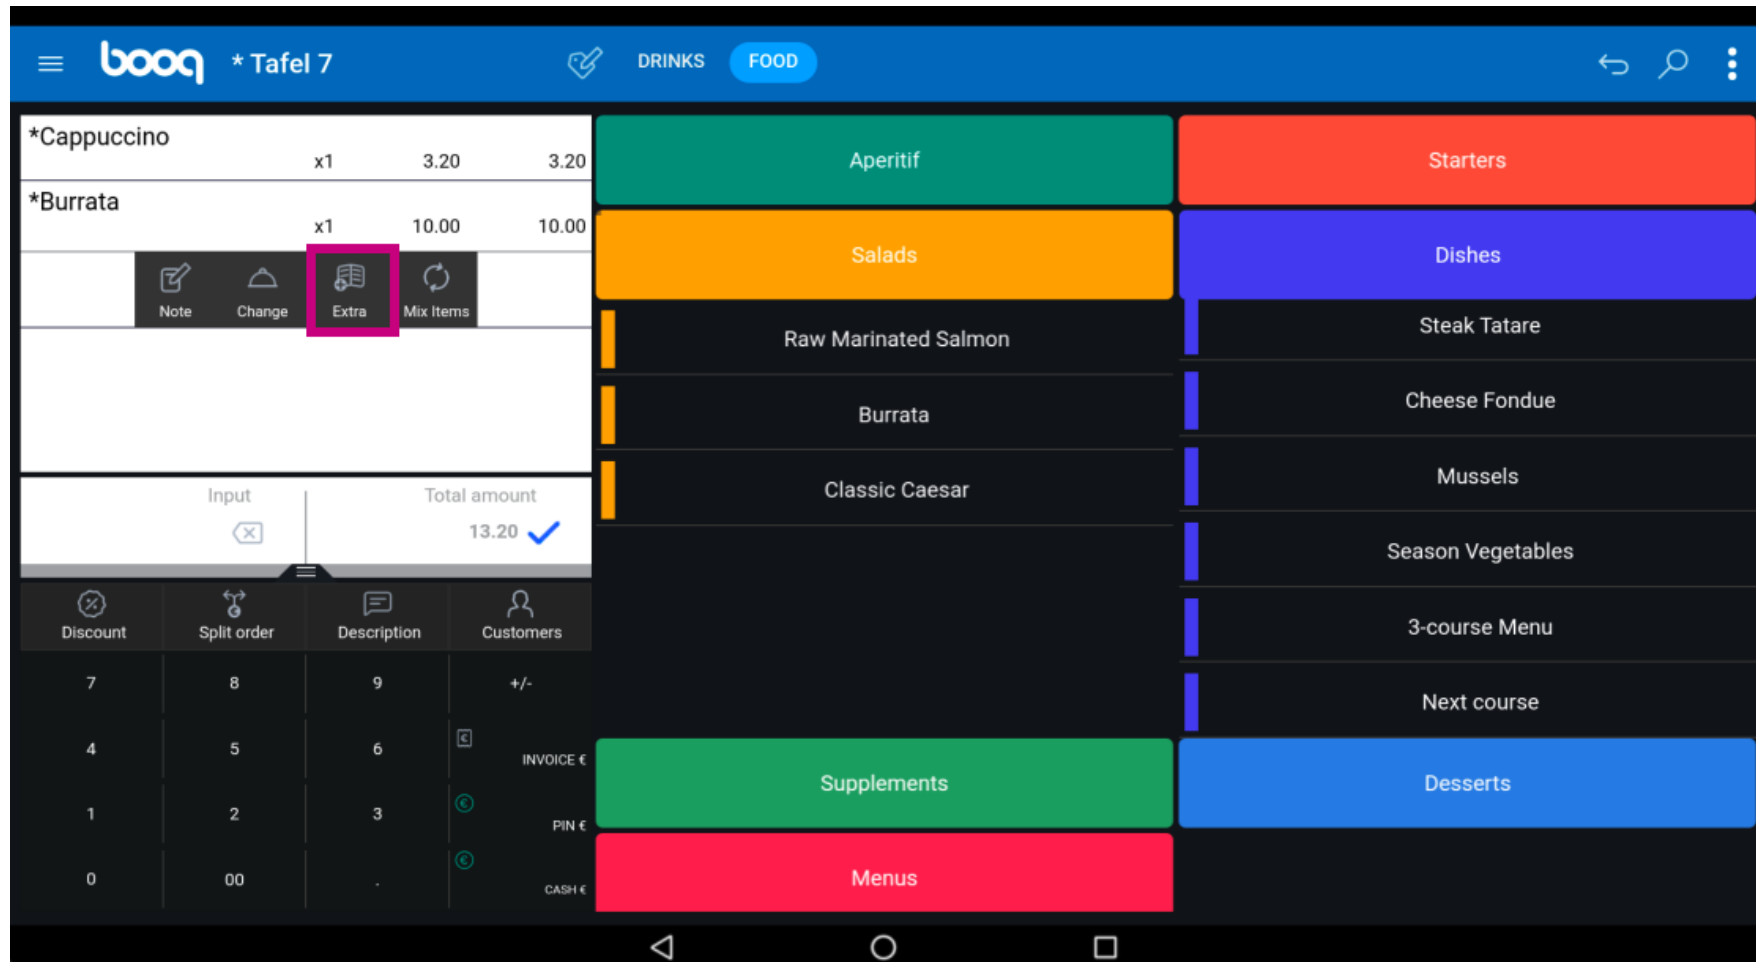 booq
* Tafel 7
DRINKS
FOOD
*Cappuccino
x1 3.20 3.20
*Burrata
x1 10.00 10.00
Note
Change
Extra
Mix Items
Input
Total amount
13.20
Discount
Split order
Description
Customers
7 8 9 +/-
4 5 6 INVOICE €
1 2 3 PIN €
0 00 . CASH €
Aperitif
Salads
Raw Marinated Salmon
Burrata
Classic Caesar
Supplements
Menus
Starters
Dishes
Steak Tatare
Cheese Fondue
Mussels
Season Vegetables
3-course Menu
Next course
Desserts